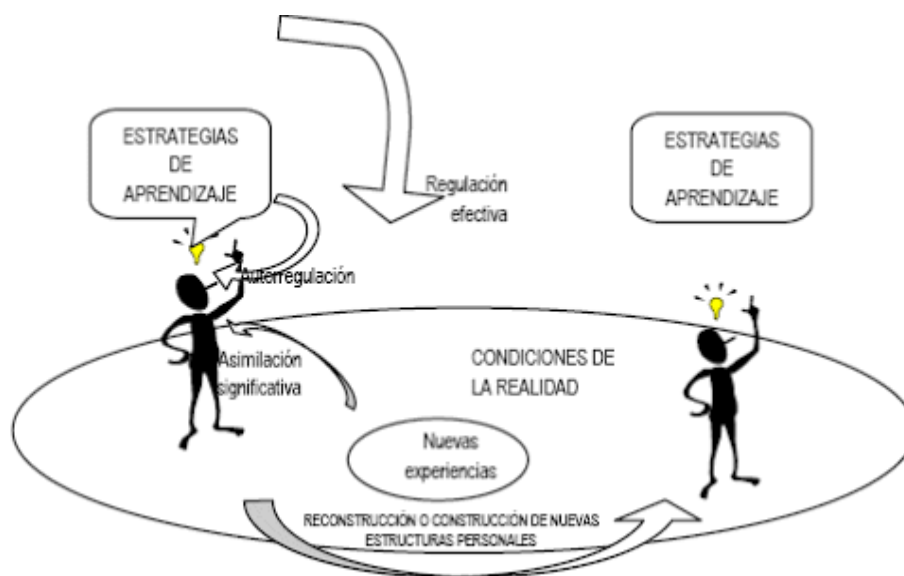 ESTRATEGIAS
DE
APRENDIZAJE
ESTRATEGIAS
DE
APRENDIZAJE
Regulación
efectiva
Autorregulación
Asimilación
significativa
CONDICIONES DE
LA REALIDAD
Nuevas
experiencias
RECONSTRUCCIÓN O CONSTRUCCIÓN DE NUEVAS
ESTRUCTURAS PERSONALES